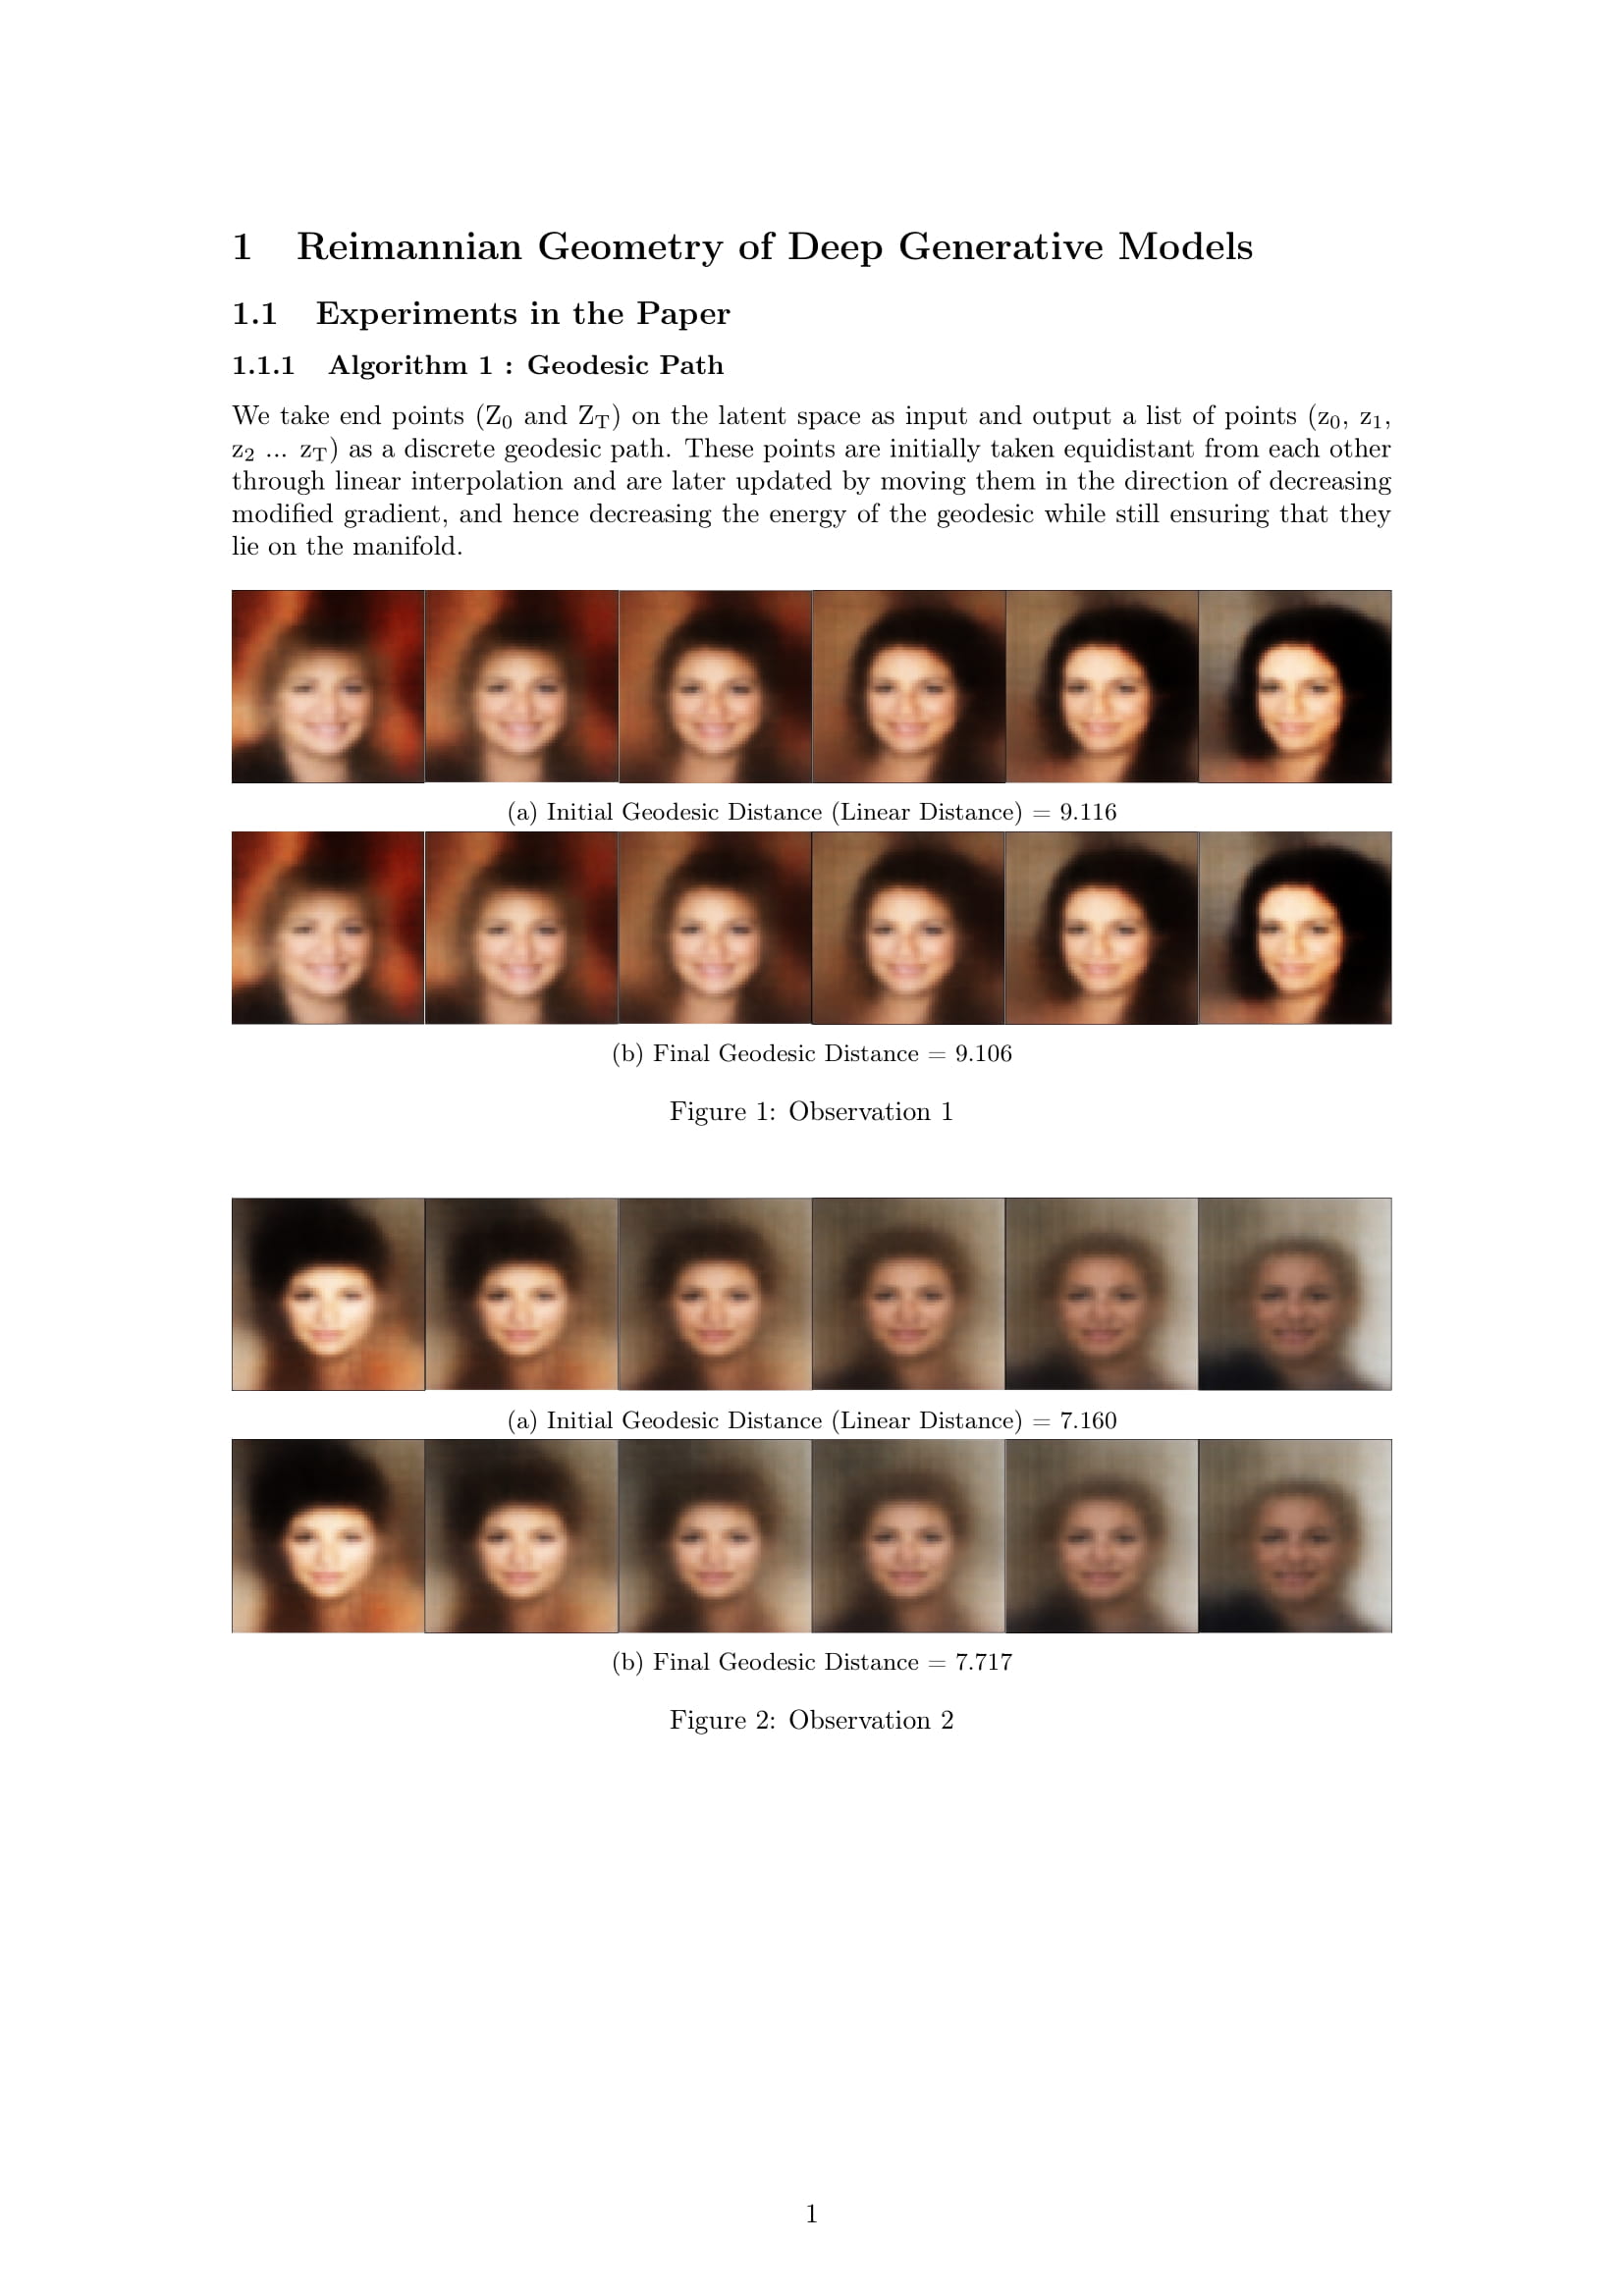 1 Reimannian Geometry of Deep Generative Models
1.1 Experiments in the Paper
1.1.1 Algorithm 1 : Geodesic Path
We take end points (Z0 and ZT) on the latent space as input and output a list of points (z0, z1,
z2 ... zT) as a discrete geodesic path. These points are initially taken equidistant from each other
through linear interpolation and are later updated by moving them in the direction of decreasing
modified gradient, and hence decreasing the energy of the geodesic while still ensuring that they
lie on the manifold.
(a) Initial Geodesic Distance (Linear Distance) = 9.116
(b) Final Geodesic Distance = 9.106
Figure 1: Observation 1
(a) Initial Geodesic Distance (Linear Distance) = 7.160
(b) Final Geodesic Distance = 7.717
Figure 2: Observation 2
1